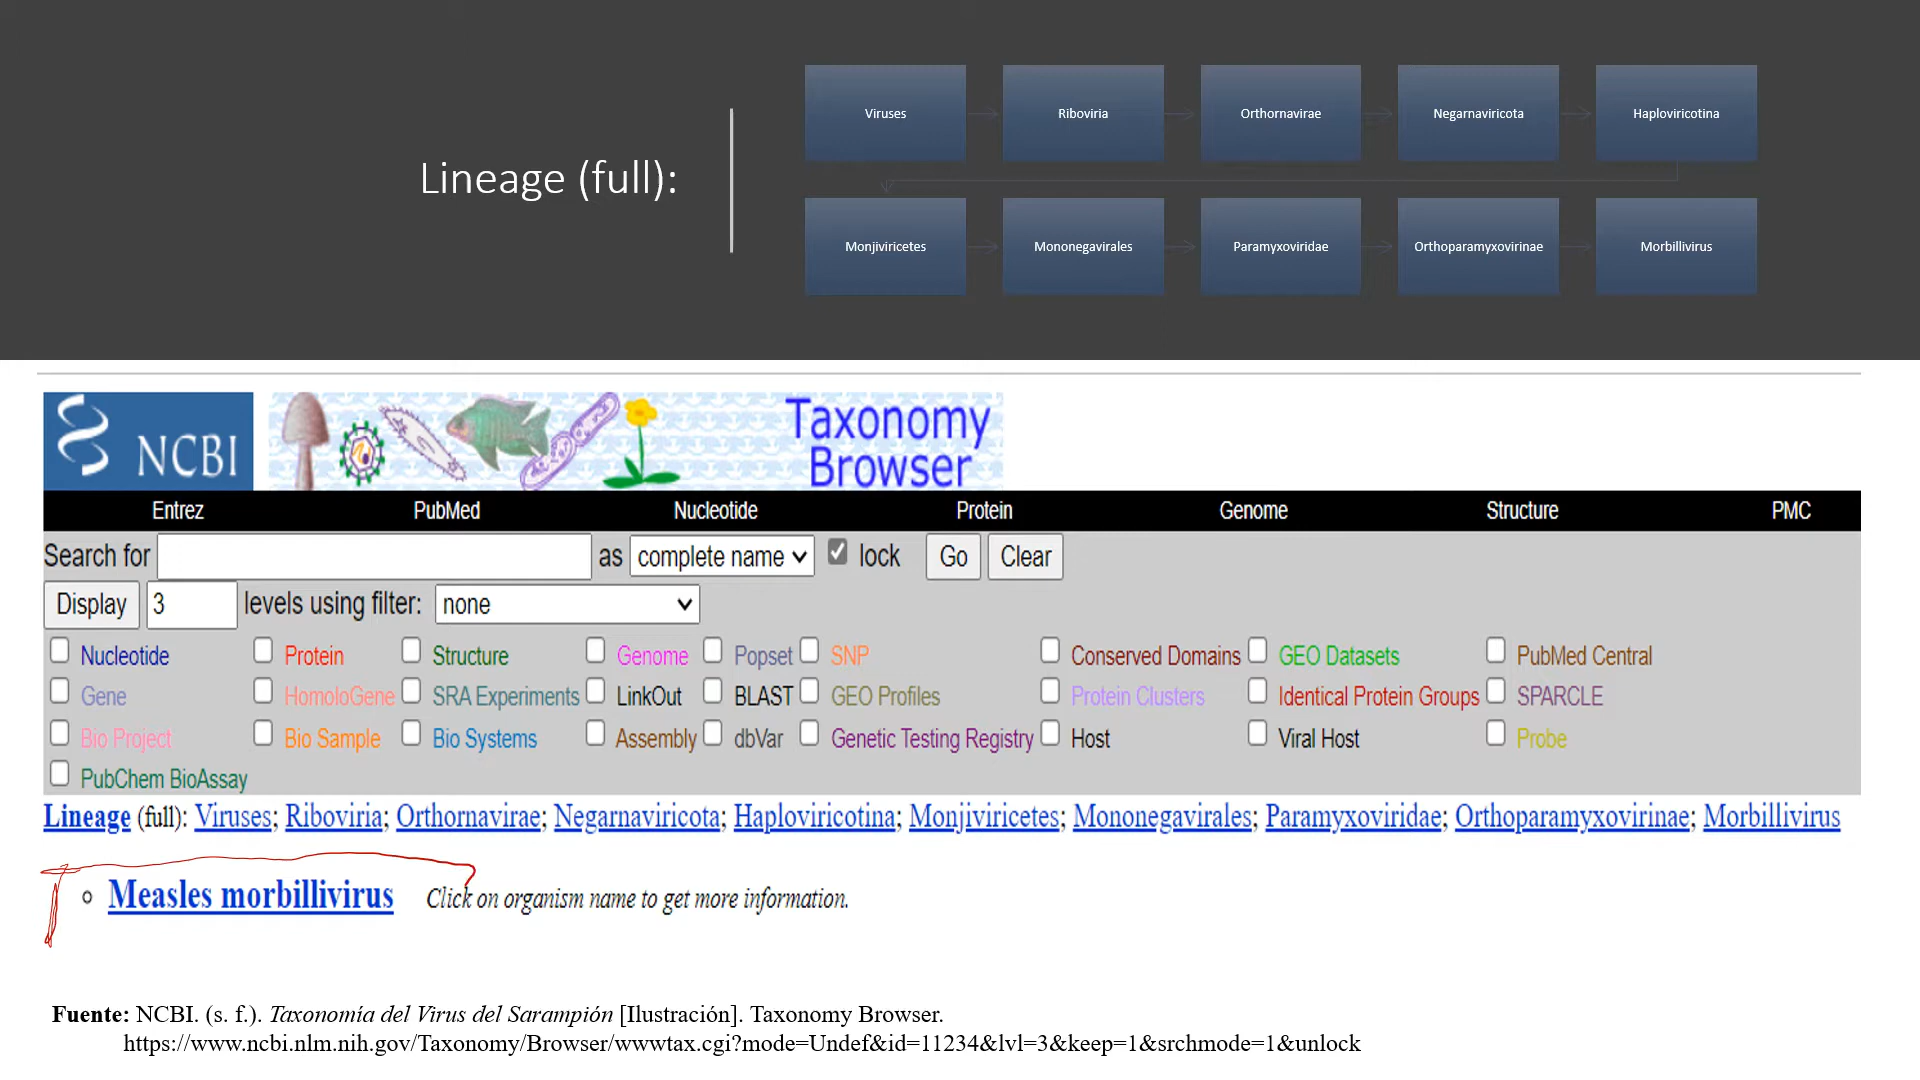 Lineage (full):
Viruses
Riboviria
Orthornavirae
Negarnaviricota
Haploviricotina
Monjiviricetes
Mononegavirales
Paramyxoviridae
Orthoparamyxovirinae
Morbillivirus
NCBI
Taxonomy
Browser
Entrez PubMed Nucleotide Protein Genome Structure PMC
Search for as complete name lock Go Clear
Display 3 levels using filter: none
Nucleotide Protein Structure Genome Popset SNP Conserved Domains GEO Datasets PubMed Central
Gene HomoloGene SRA Experiments LinkOut BLAST GEO Profiles Protein Clusters Identical Protein Groups SPARCLE
Bio Project Bio Sample Bio Systems Assembly dbVar Genetic Testing Registry Host Viral Host Probe
PubChem BioAssay
Lineage (full): Viruses; Riboviria; Orthornavirae; Negarnaviricota; Haploviricotina; Monjiviricetes; Mononegavirales; Paramyxoviridae; Orthoparamyxovirinae; Morbillivirus
Measles morbillivirus Click on organism name to get more information.
Fuente: NCBI. (s. f.). Taxonomía del Virus del Sarampión [Ilustración]. Taxonomy Browser.
https://www.ncbi.nlm.nih.gov/Taxonomy/Browser/wwwtax.cgi?mode=Undef&id=11234&lvl=3&keep=1&srchmode=1&unlock